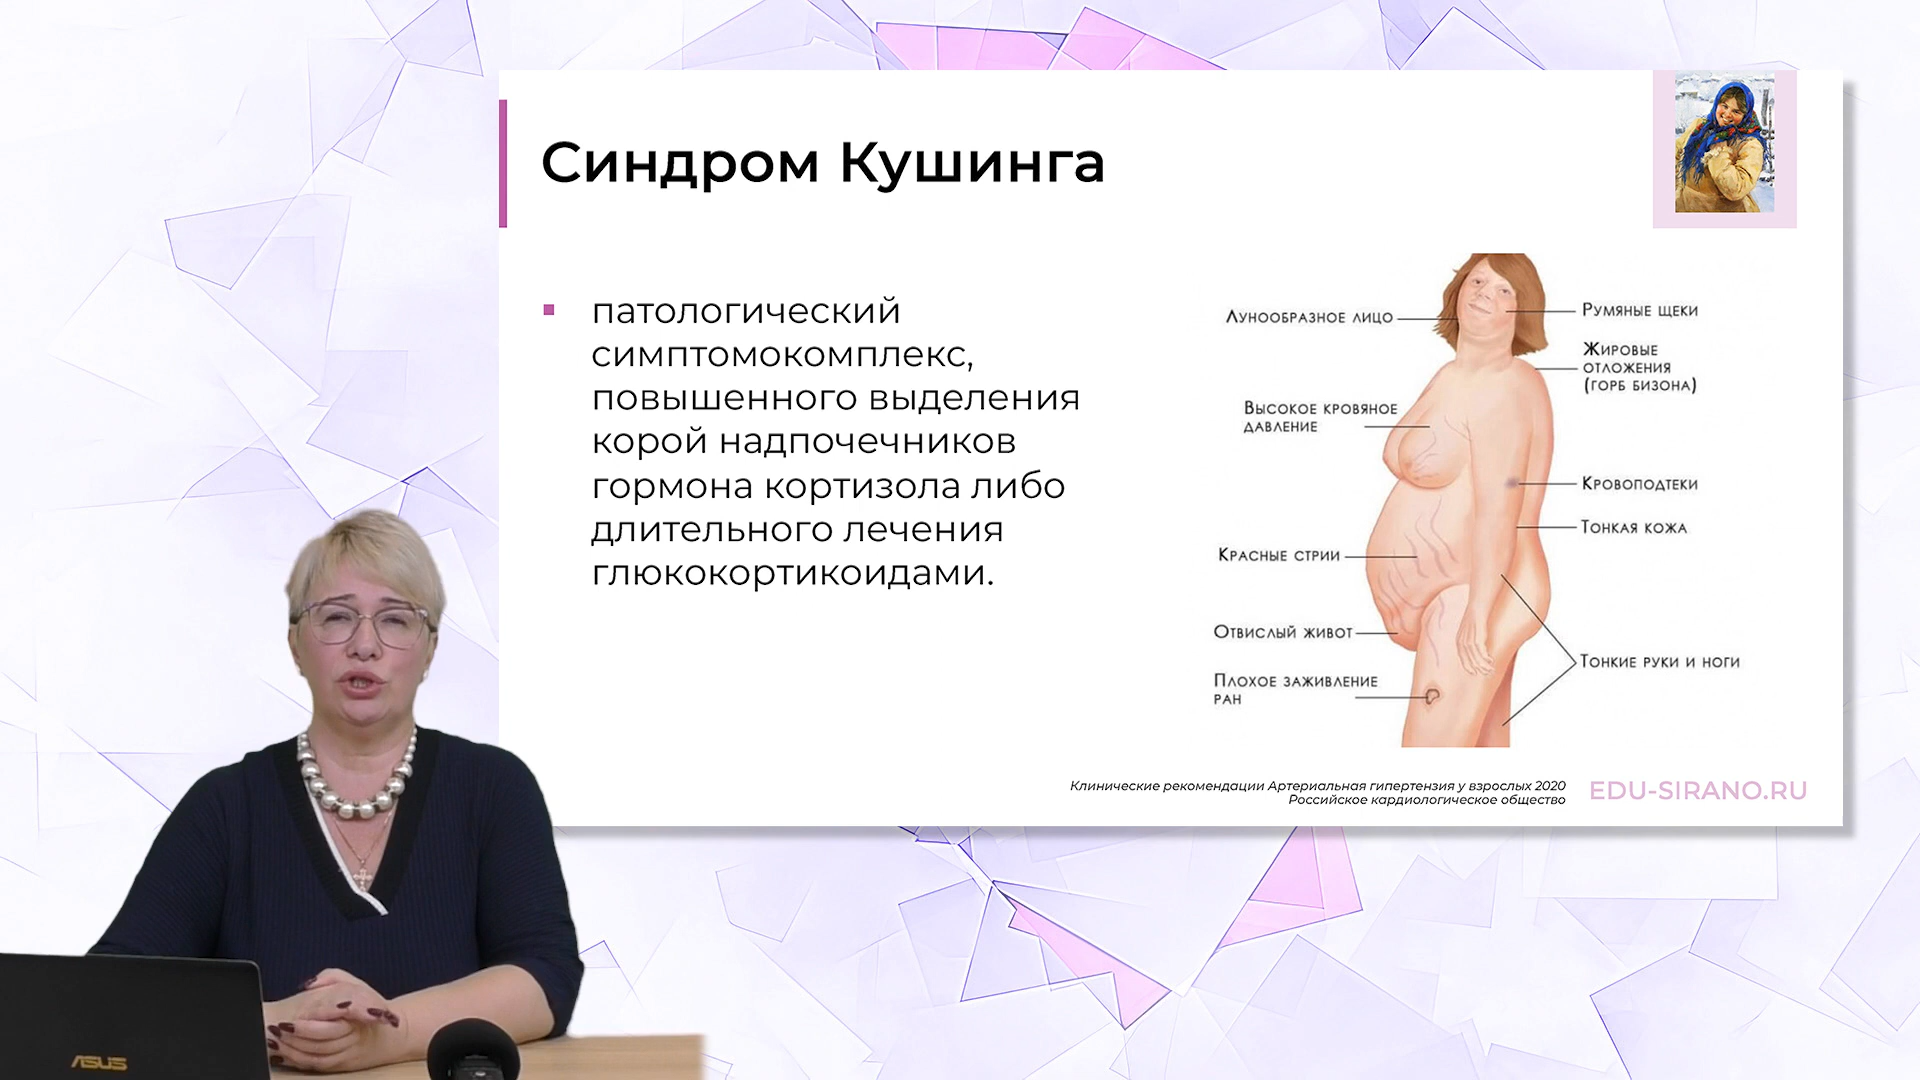 Синдром Кушинга
патологический
симптомокомплекс,
повышенного выделения
корой надпочечников
гормона кортизола либо
длительного лечения
глюкокортикоидами.
Лунообразное лицо
Высокое кровяное
давление
Красные стрии
Отвислый живот
Плохое заживление
ран
Румяные щеки
Жировые
отложения
(горб бизона)
Кровоподтеки
Тонкая кожа
Тонкие руки и ноги
Клинические рекомендации Артериальная гипертензия у взрослых 2020
Российское кардиологическое общество
EDU-SIRANO.RU
ASUS